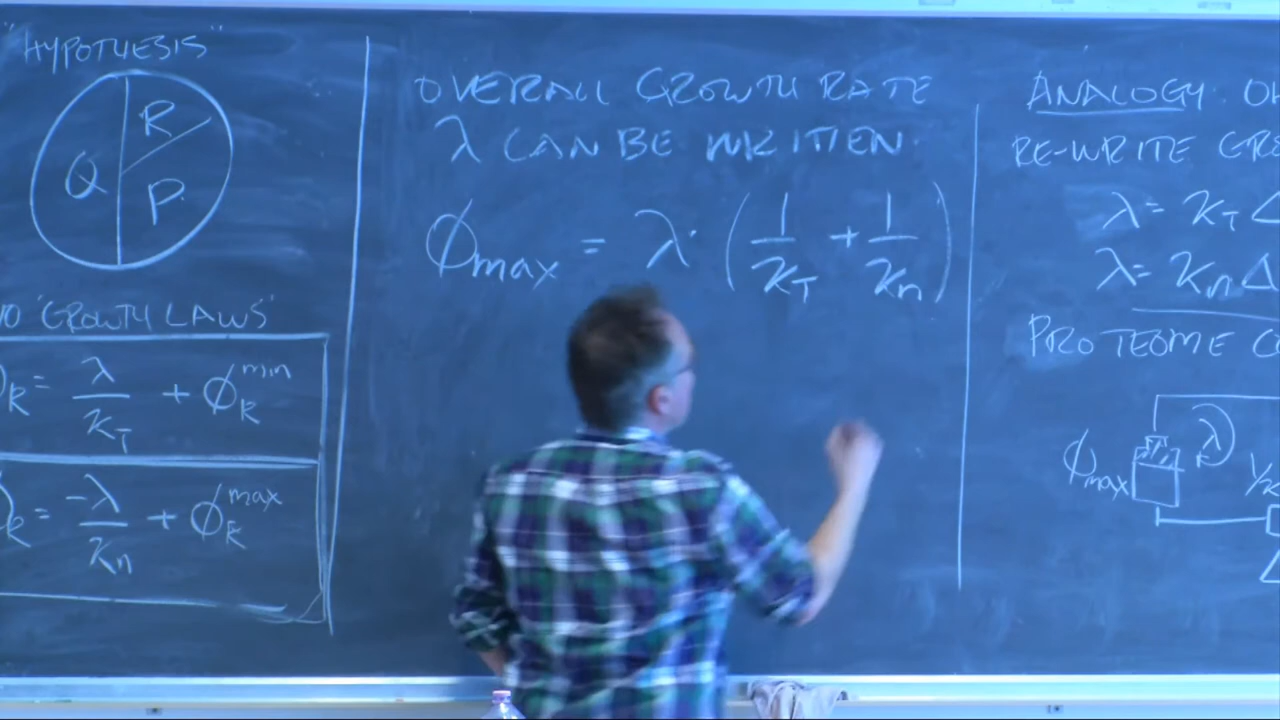 "HYPOTHESIS"
R
Q
P
"GROWTH LAWS"
R = λ/κT + ϕR^min
R = -λ/κn + ϕR^max
OVERALL GROWTH RATE
λ CAN BE WRITTEN
ϕmax = λ · (1/κT + 1/κn)
ANALOGY
RE-WRITE
λ = κT Δ
λ = κn Δ
PROTEOME
λ
ϕmax